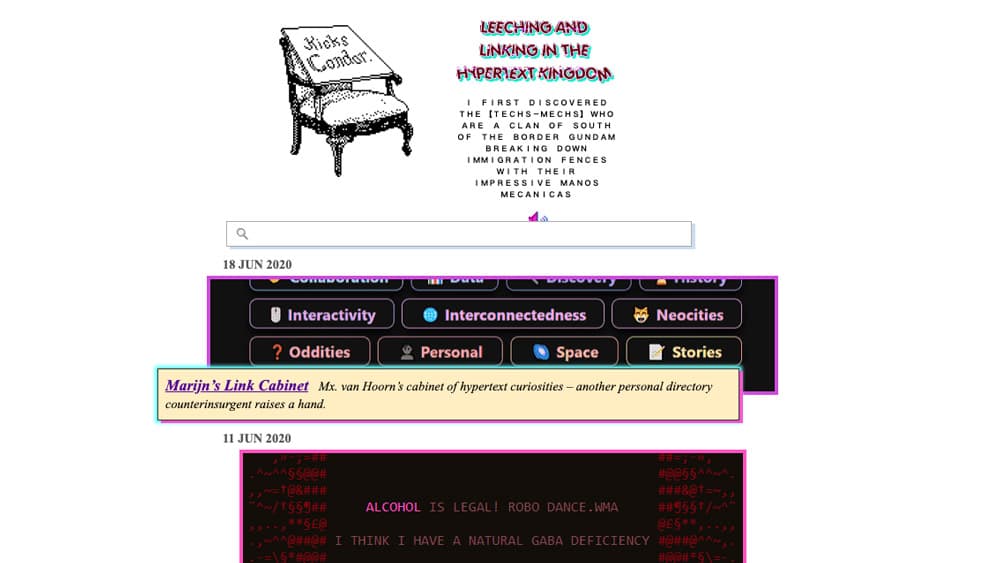 Kicks
Condor.
LEECHING AND
LiNKiNG IN THE
HYPERTEXT KiNGDOM
I FIRST DISCOVERED
THE [TECHS-MECHS] WHO
ARE A CLAN OF SOUTH
OF THE BORDER GUNDAM
BREAKING DOWN
IMMIGRATION FENCES
WITH THEIR
IMPRESSIVE MANOS
MECANICAS
18 JUN 2020
Collaboration Data Discovery History
Interactivity Interconnectedness Neocities
Oddities Personal Space Stories
Marijn’s Link Cabinet Mx. van Hoorn’s cabinet of hypertext curiosities – another personal directory
counterinsurgent raises a hand.
11 JUN 2020
ALCOHOL IS LEGAL! ROBO DANCE.WMA
I THINK I HAVE A NATURAL GABA DEFICIENCY